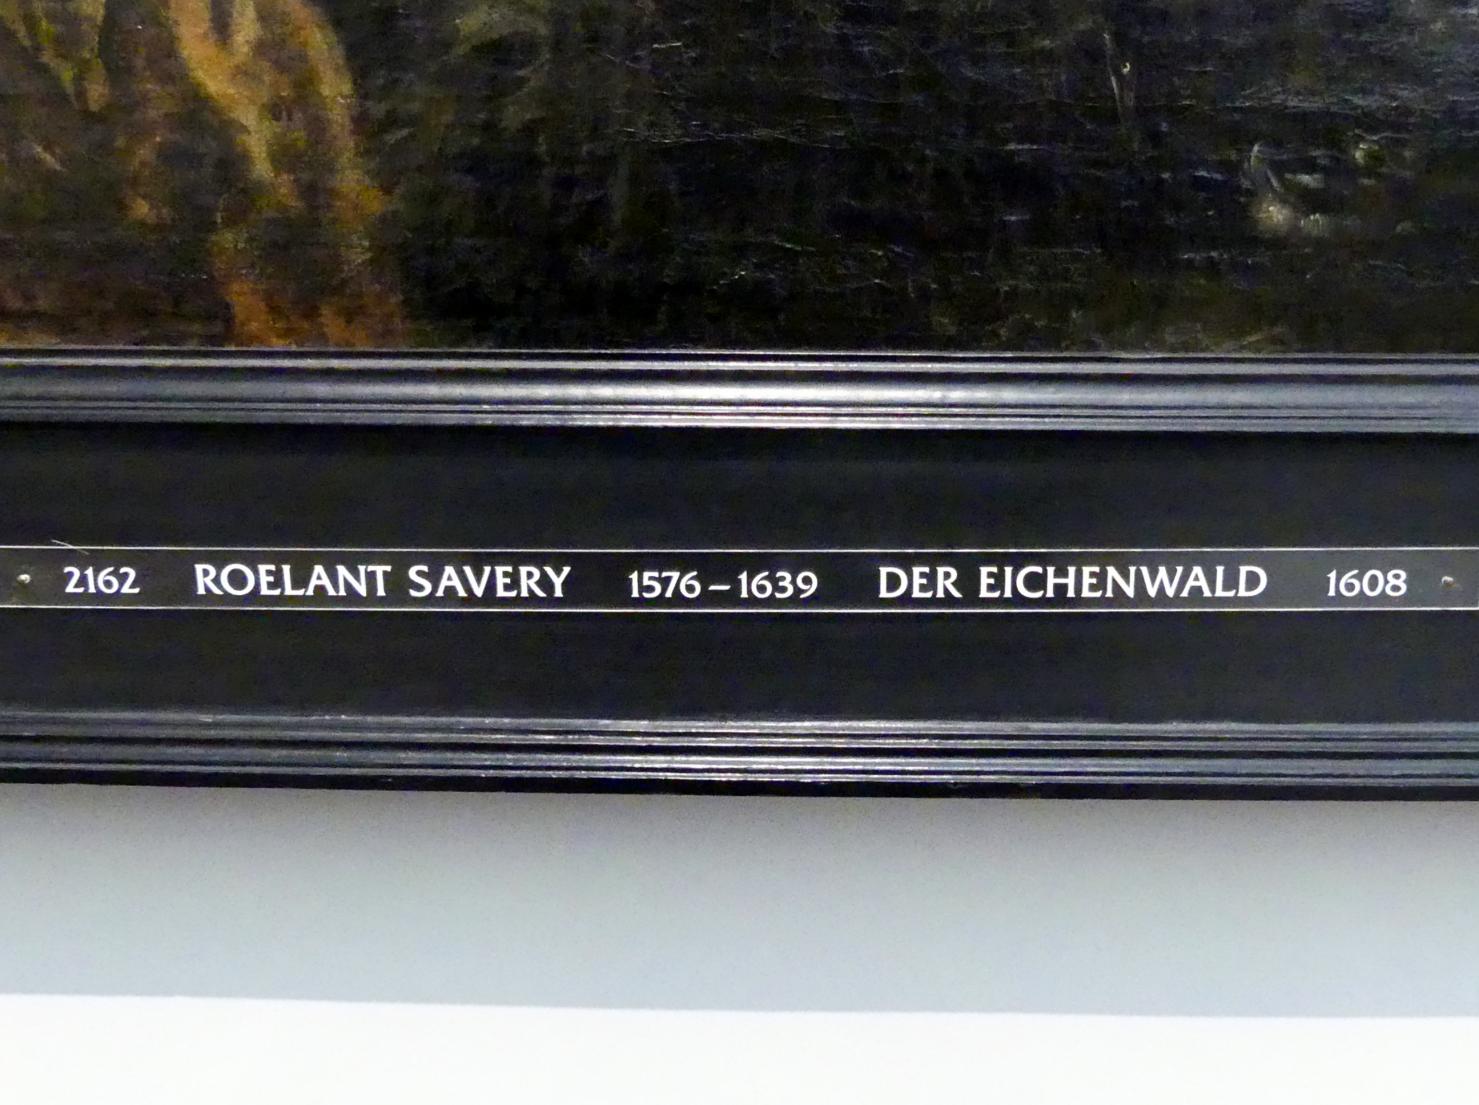 2162 ROELANT SAVERY 1576–1639 DER EICHENWALD 1608